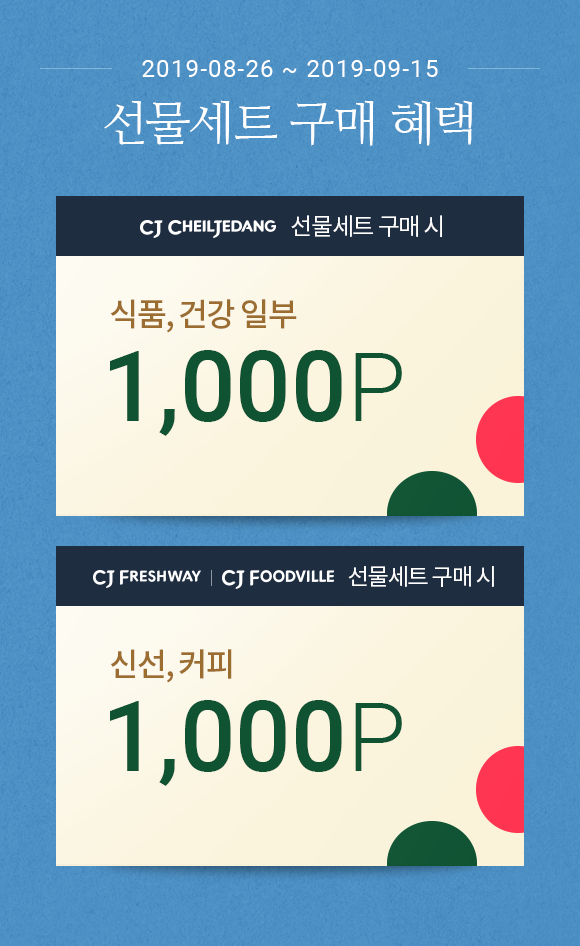 2019-08-26 ~ 2019-09-15
선물세트 구매 혜택
CJ CHEILJEDANG 선물세트 구매 시
식품, 건강 일부
1,000P
CJ FRESHWAY | CJ FOODVILLE 선물세트 구매 시
신선, 커피
1,000P